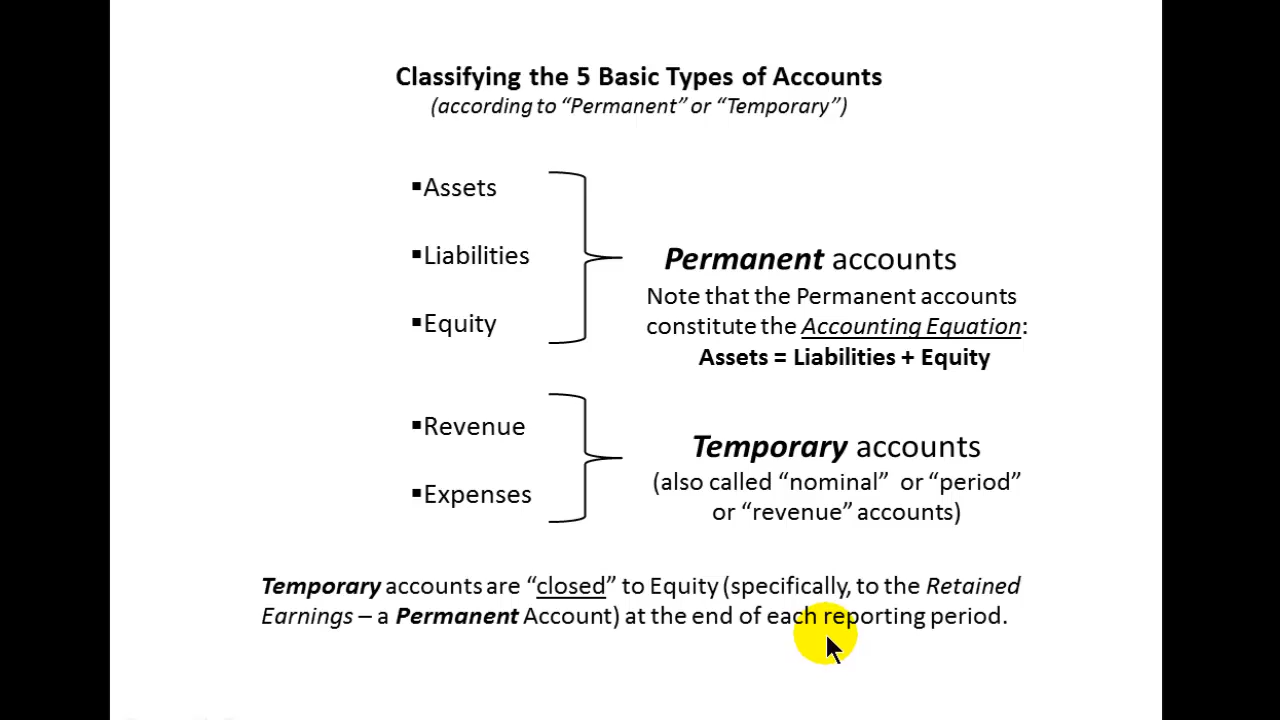 Classifying the 5 Basic Types of Accounts
(according to “Permanent” or “Temporary”)
▪Assets
▪Liabilities
▪Equity
Permanent accounts
Note that the Permanent accounts
constitute the Accounting Equation:
Assets = Liabilities + Equity
▪Revenue
▪Expenses
Temporary accounts
(also called “nominal” or “period”
or “revenue” accounts)
Temporary accounts are “closed” to Equity (specifically, to the Retained
Earnings – a Permanent Account) at the end of each reporting period.